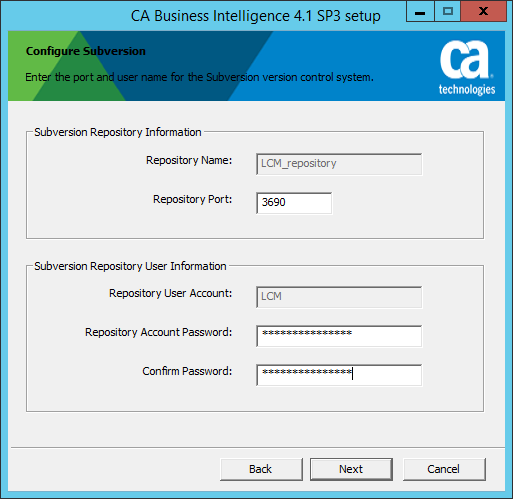 CA Business Intelligence 4.1 SP3 setup
Configure Subversion
Enter the port and user name for the Subversion version control system.
ca
technologies
Subversion Repository Information
Repository Name:
LCM_repository
Repository Port:
3690
Subversion Repository User Information
Repository User Account:
LCM
Repository Account Password:
***************
Confirm Password:
***************
Back
Next
Cancel